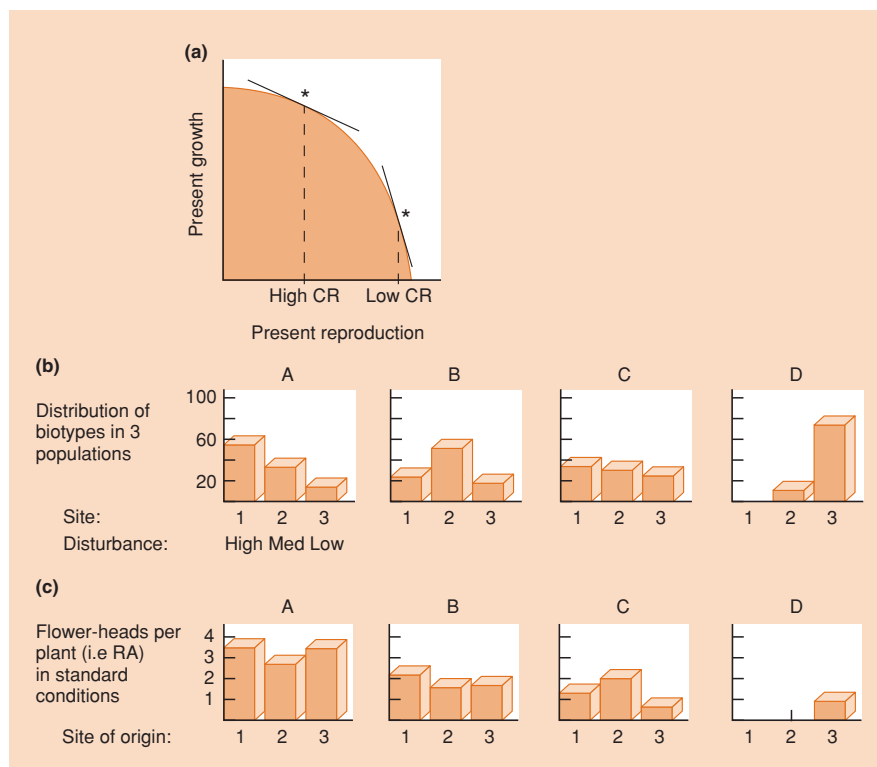 (a)
*
*
Present growth
High CR Low CR
Present reproduction
(b)
A B C D
Distribution of
biotypes in 3
populations
100
60
20
Site: 1 2 3 1 2 3 1 2 3 1 2 3
Disturbance: High Med Low
(c)
A B C D
Flower-heads per
plant (i.e RA)
in standard
conditions
4
3
2
1
Site of origin: 1 2 3 1 2 3 1 2 3 1 2 3